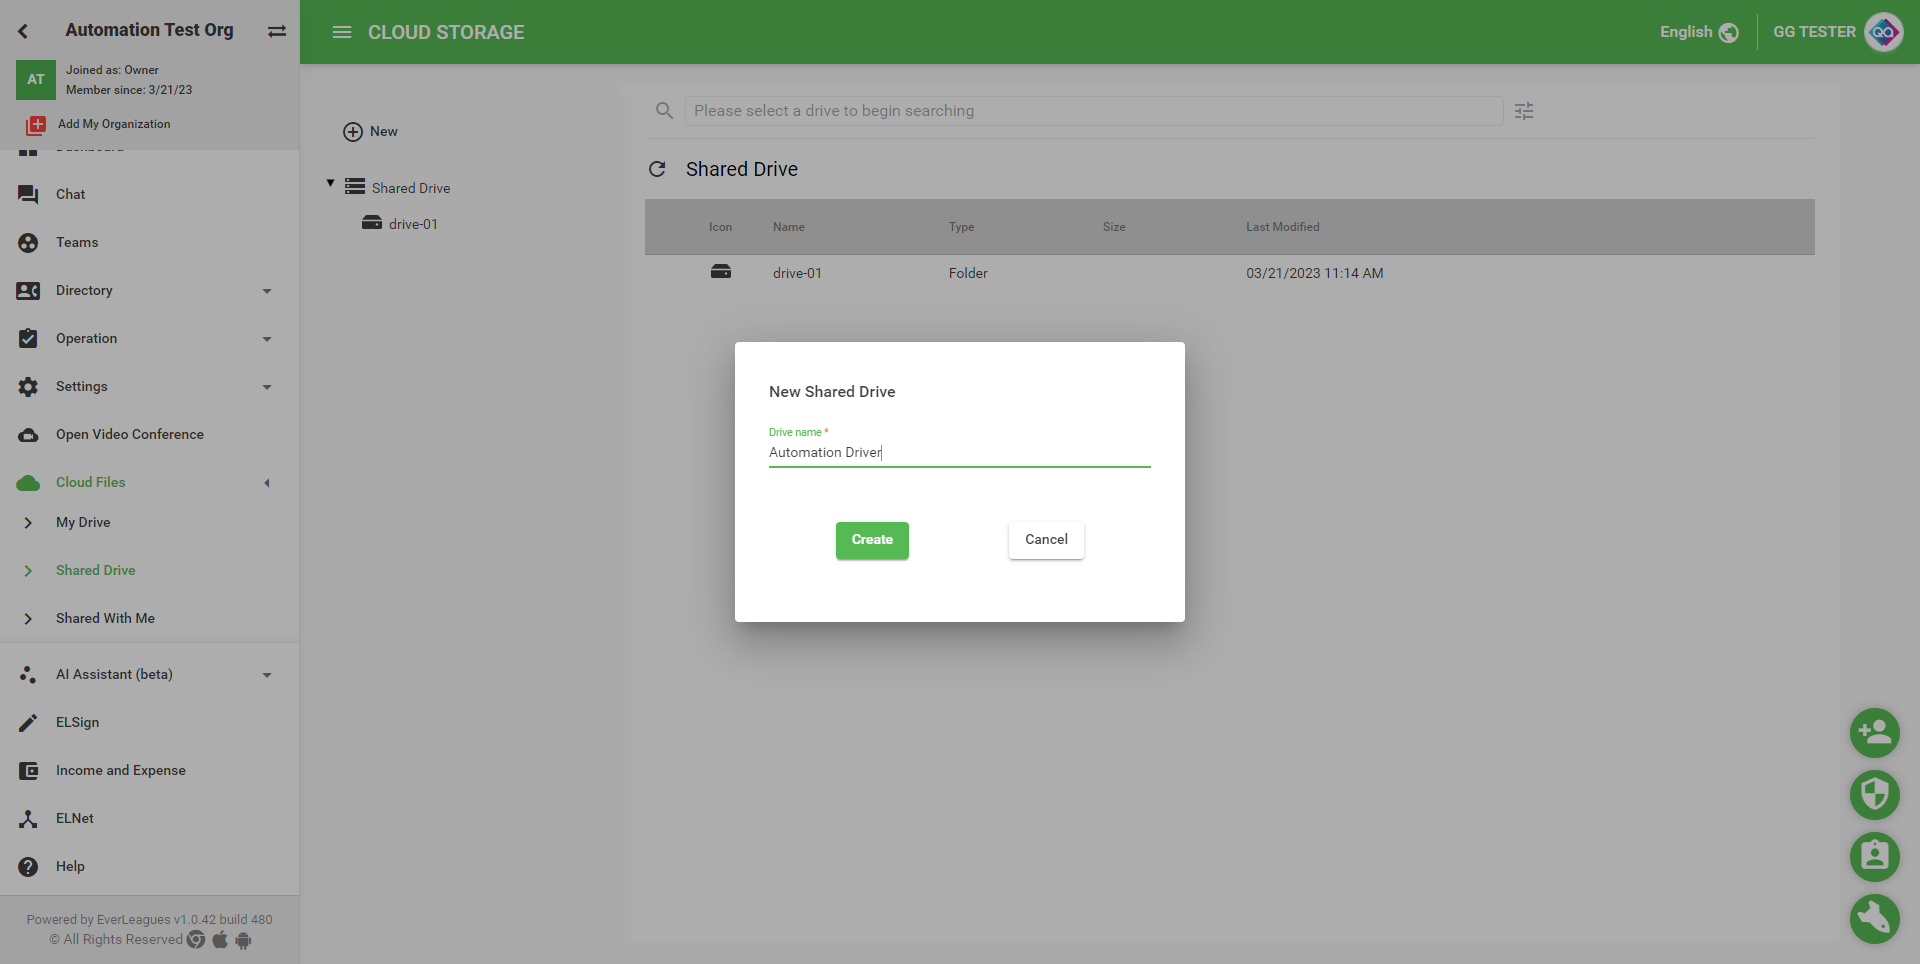 Automation Test Org
AT
Joined as: Owner
Member since: 3/21/23
Add My Organization
Chat
Teams
Directory
Operation
Settings
Open Video Conference
Cloud Files
My Drive
Shared Drive
Shared With Me
AI Assistant (beta)
ELSign
Income and Expense
ELNet
Help
Powered by EverLeagues v1.0.42 build 480
© All Rights Reserved
CLOUD STORAGE
English
GG TESTER
QA
New
Shared Drive
drive-01
Please select a drive to begin searching
Shared Drive
Icon Name Type Size Last Modified
drive-01 Folder 03/21/2023 11:14 AM
New Shared Drive
Drive name *
Automation Driver
Create Cancel